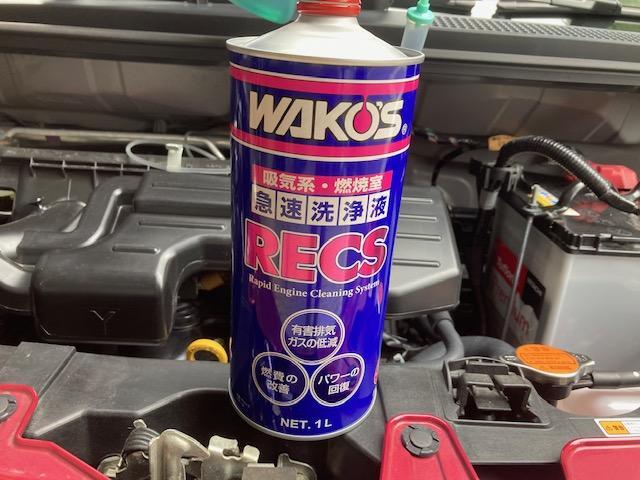 WAKO'S®
吸気系・燃焼室
急速洗浄液
RECS
Rapid Engine Cleaning System
有害排気
ガスの低減
燃費の
改善
パワーの
回復
NET. 1L